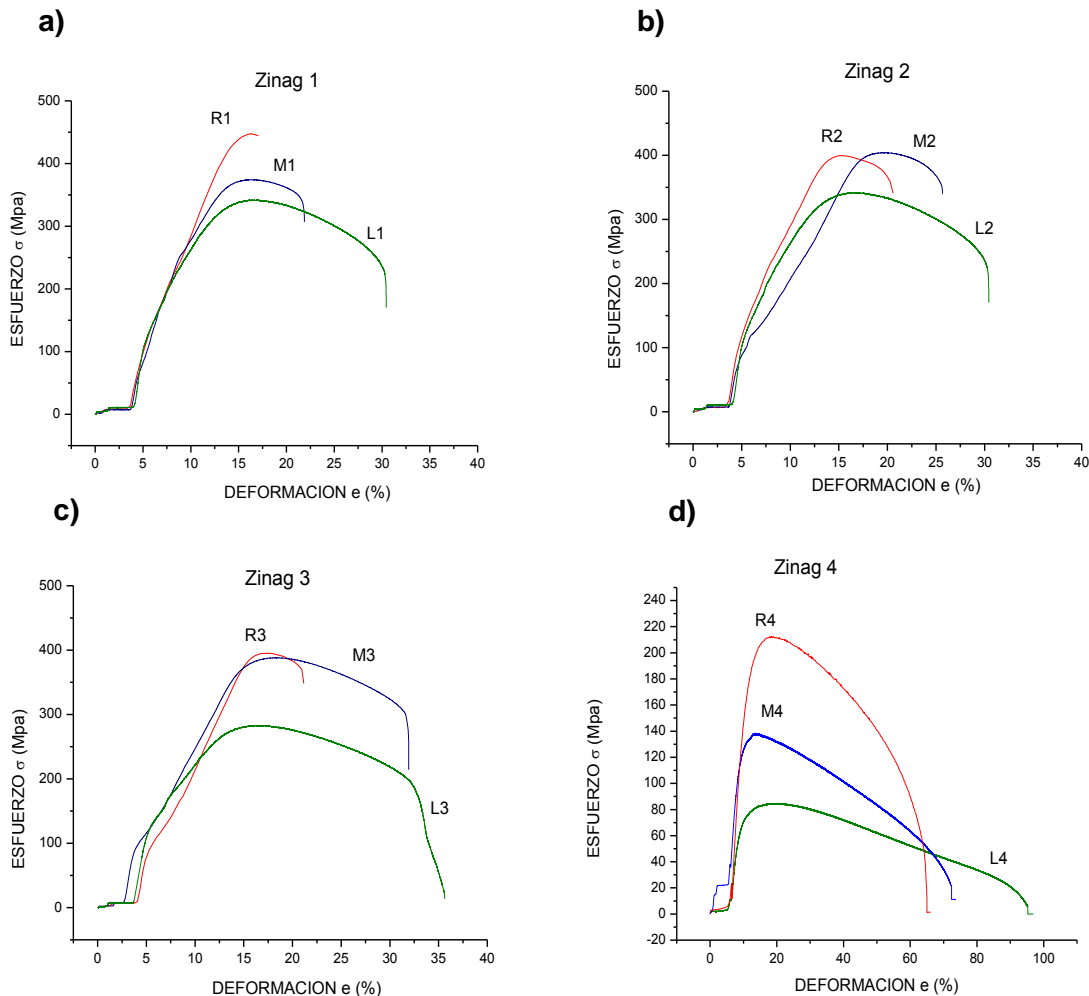 a)
Zinag 1
500
400
300
200
100
0
R1
M1
L1
0 5 10 15 20 25 30 35 40
ESFUERZO σ (Mpa)
DEFORMACION e (%)
b)
Zinag 2
500
400
300
200
100
0
R2
M2
L2
0 5 10 15 20 25 30 35 40
ESFUERZO σ (Mpa)
DEFORMACION e (%)
c)
Zinag 3
500
400
300
200
100
0
R3
M3
L3
0 5 10 15 20 25 30 35 40
ESFUERZO σ (Mpa)
DEFORMACION e (%)
d)
Zinag 4
240
220
200
180
160
140
120
100
80
60
40
20
0
-20
R4
M4
L4
0 20 40 60 80 100
ESFUERZO σ (Mpa)
DEFORMACION e (%)